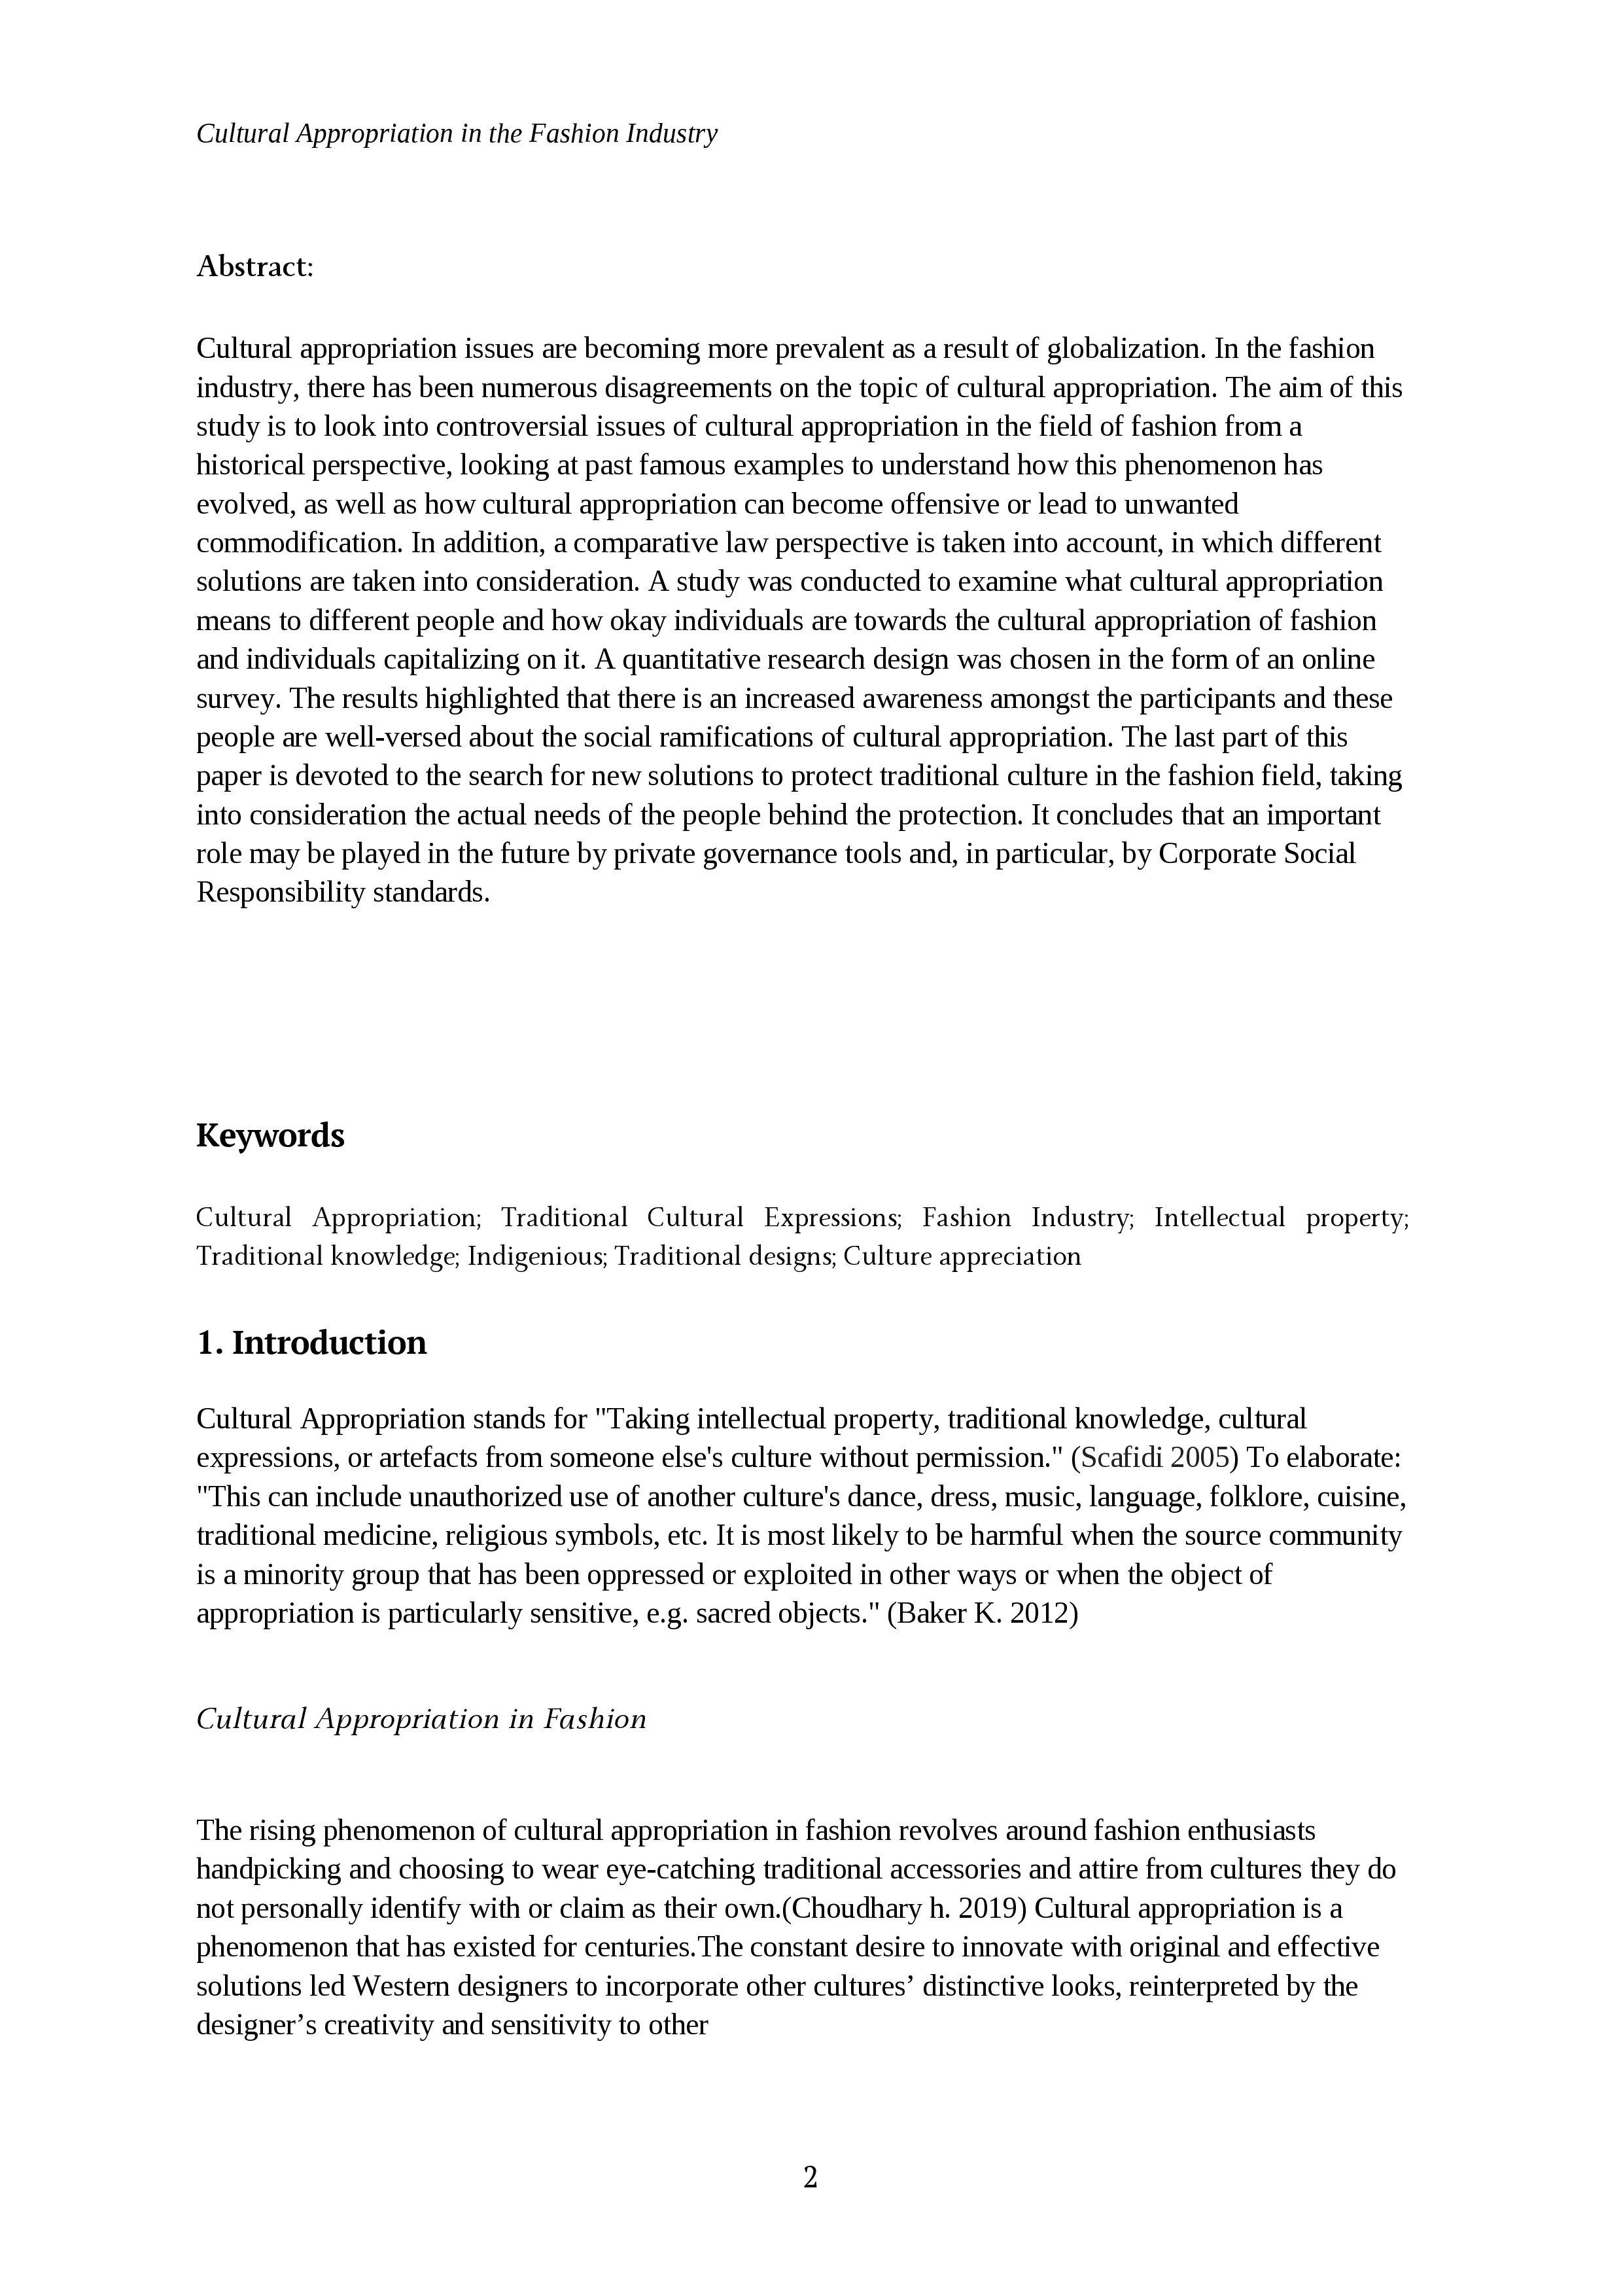 Cultural Appropriation in the Fashion Industry
Abstract:
Cultural appropriation issues are becoming more prevalent as a result of globalization. In the fashion
industry, there has been numerous disagreements on the topic of cultural appropriation. The aim of this
study is to look into controversial issues of cultural appropriation in the field of fashion from a
historical perspective, looking at past famous examples to understand how this phenomenon has
evolved, as well as how cultural appropriation can become offensive or lead to unwanted
commodification. In addition, a comparative law perspective is taken into account, in which different
solutions are taken into consideration. A study was conducted to examine what cultural appropriation
means to different people and how okay individuals are towards the cultural appropriation of fashion
and individuals capitalizing on it. A quantitative research design was chosen in the form of an online
survey. The results highlighted that there is an increased awareness amongst the participants and these
people are well-versed about the social ramifications of cultural appropriation. The last part of this
paper is devoted to the search for new solutions to protect traditional culture in the fashion field, taking
into consideration the actual needs of the people behind the protection. It concludes that an important
role may be played in the future by private governance tools and, in particular, by Corporate Social
Responsibility standards.
Keywords
Cultural Appropriation; Traditional Cultural Expressions; Fashion Industry; Intellectual property;
Traditional knowledge; Indigenious; Traditional designs; Culture appreciation
1. Introduction
Cultural Appropriation stands for "Taking intellectual property, traditional knowledge, cultural
expressions, or artefacts from someone else's culture without permission." (Scafidi 2005) To elaborate:
"This can include unauthorized use of another culture's dance, dress, music, language, folklore, cuisine,
traditional medicine, religious symbols, etc. It is most likely to be harmful when the source community
is a minority group that has been oppressed or exploited in other ways or when the object of
appropriation is particularly sensitive, e.g. sacred objects." (Baker K. 2012)
Cultural Appropriation in Fashion
The rising phenomenon of cultural appropriation in fashion revolves around fashion enthusiasts
handpicking and choosing to wear eye-catching traditional accessories and attire from cultures they do
not personally identify with or claim as their own.(Choudhary h. 2019) Cultural appropriation is a
phenomenon that has existed for centuries.The constant desire to innovate with original and effective
solutions led Western designers to incorporate other cultures’ distinctive looks, reinterpreted by the
designer’s creativity and sensitivity to other
2